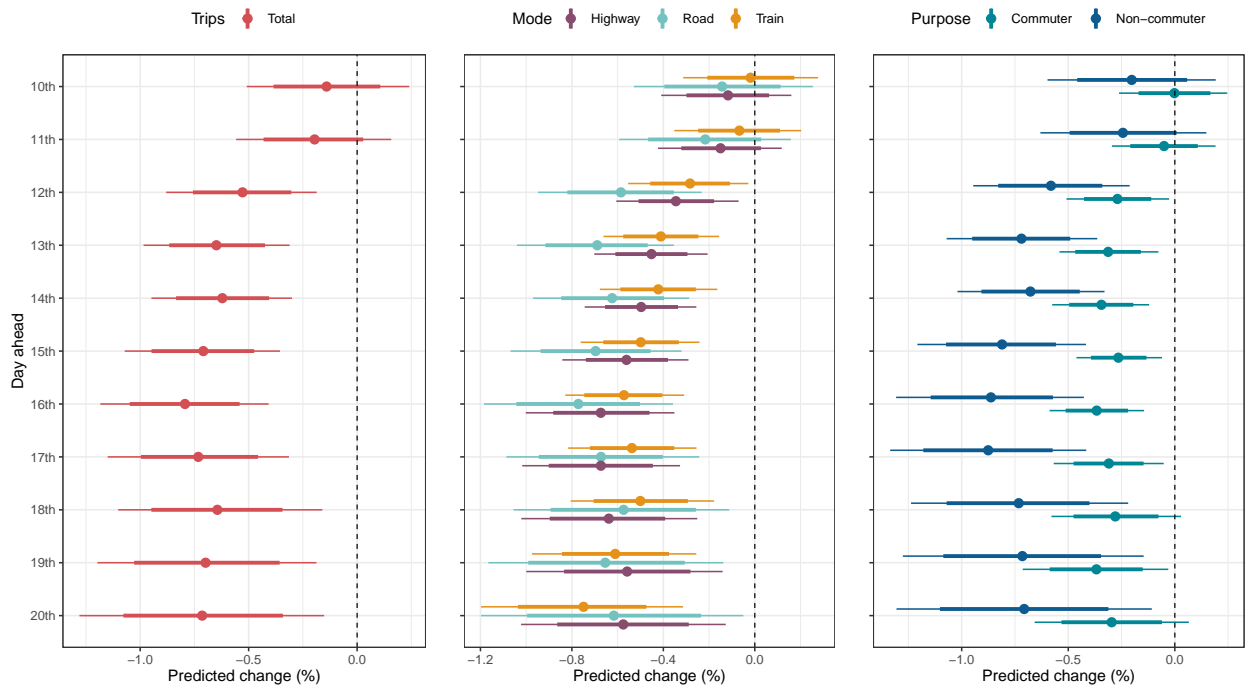 Trips Total
Mode Highway Road Train
Purpose Commuter Non−commuter
Day ahead
10th
11th
12th
13th
14th
15th
16th
17th
18th
19th
20th
−1.0 −0.5 0.0
−1.2 −0.8 −0.4 0.0
−1.0 −0.5 0.0
Predicted change (%)
Predicted change (%)
Predicted change (%)